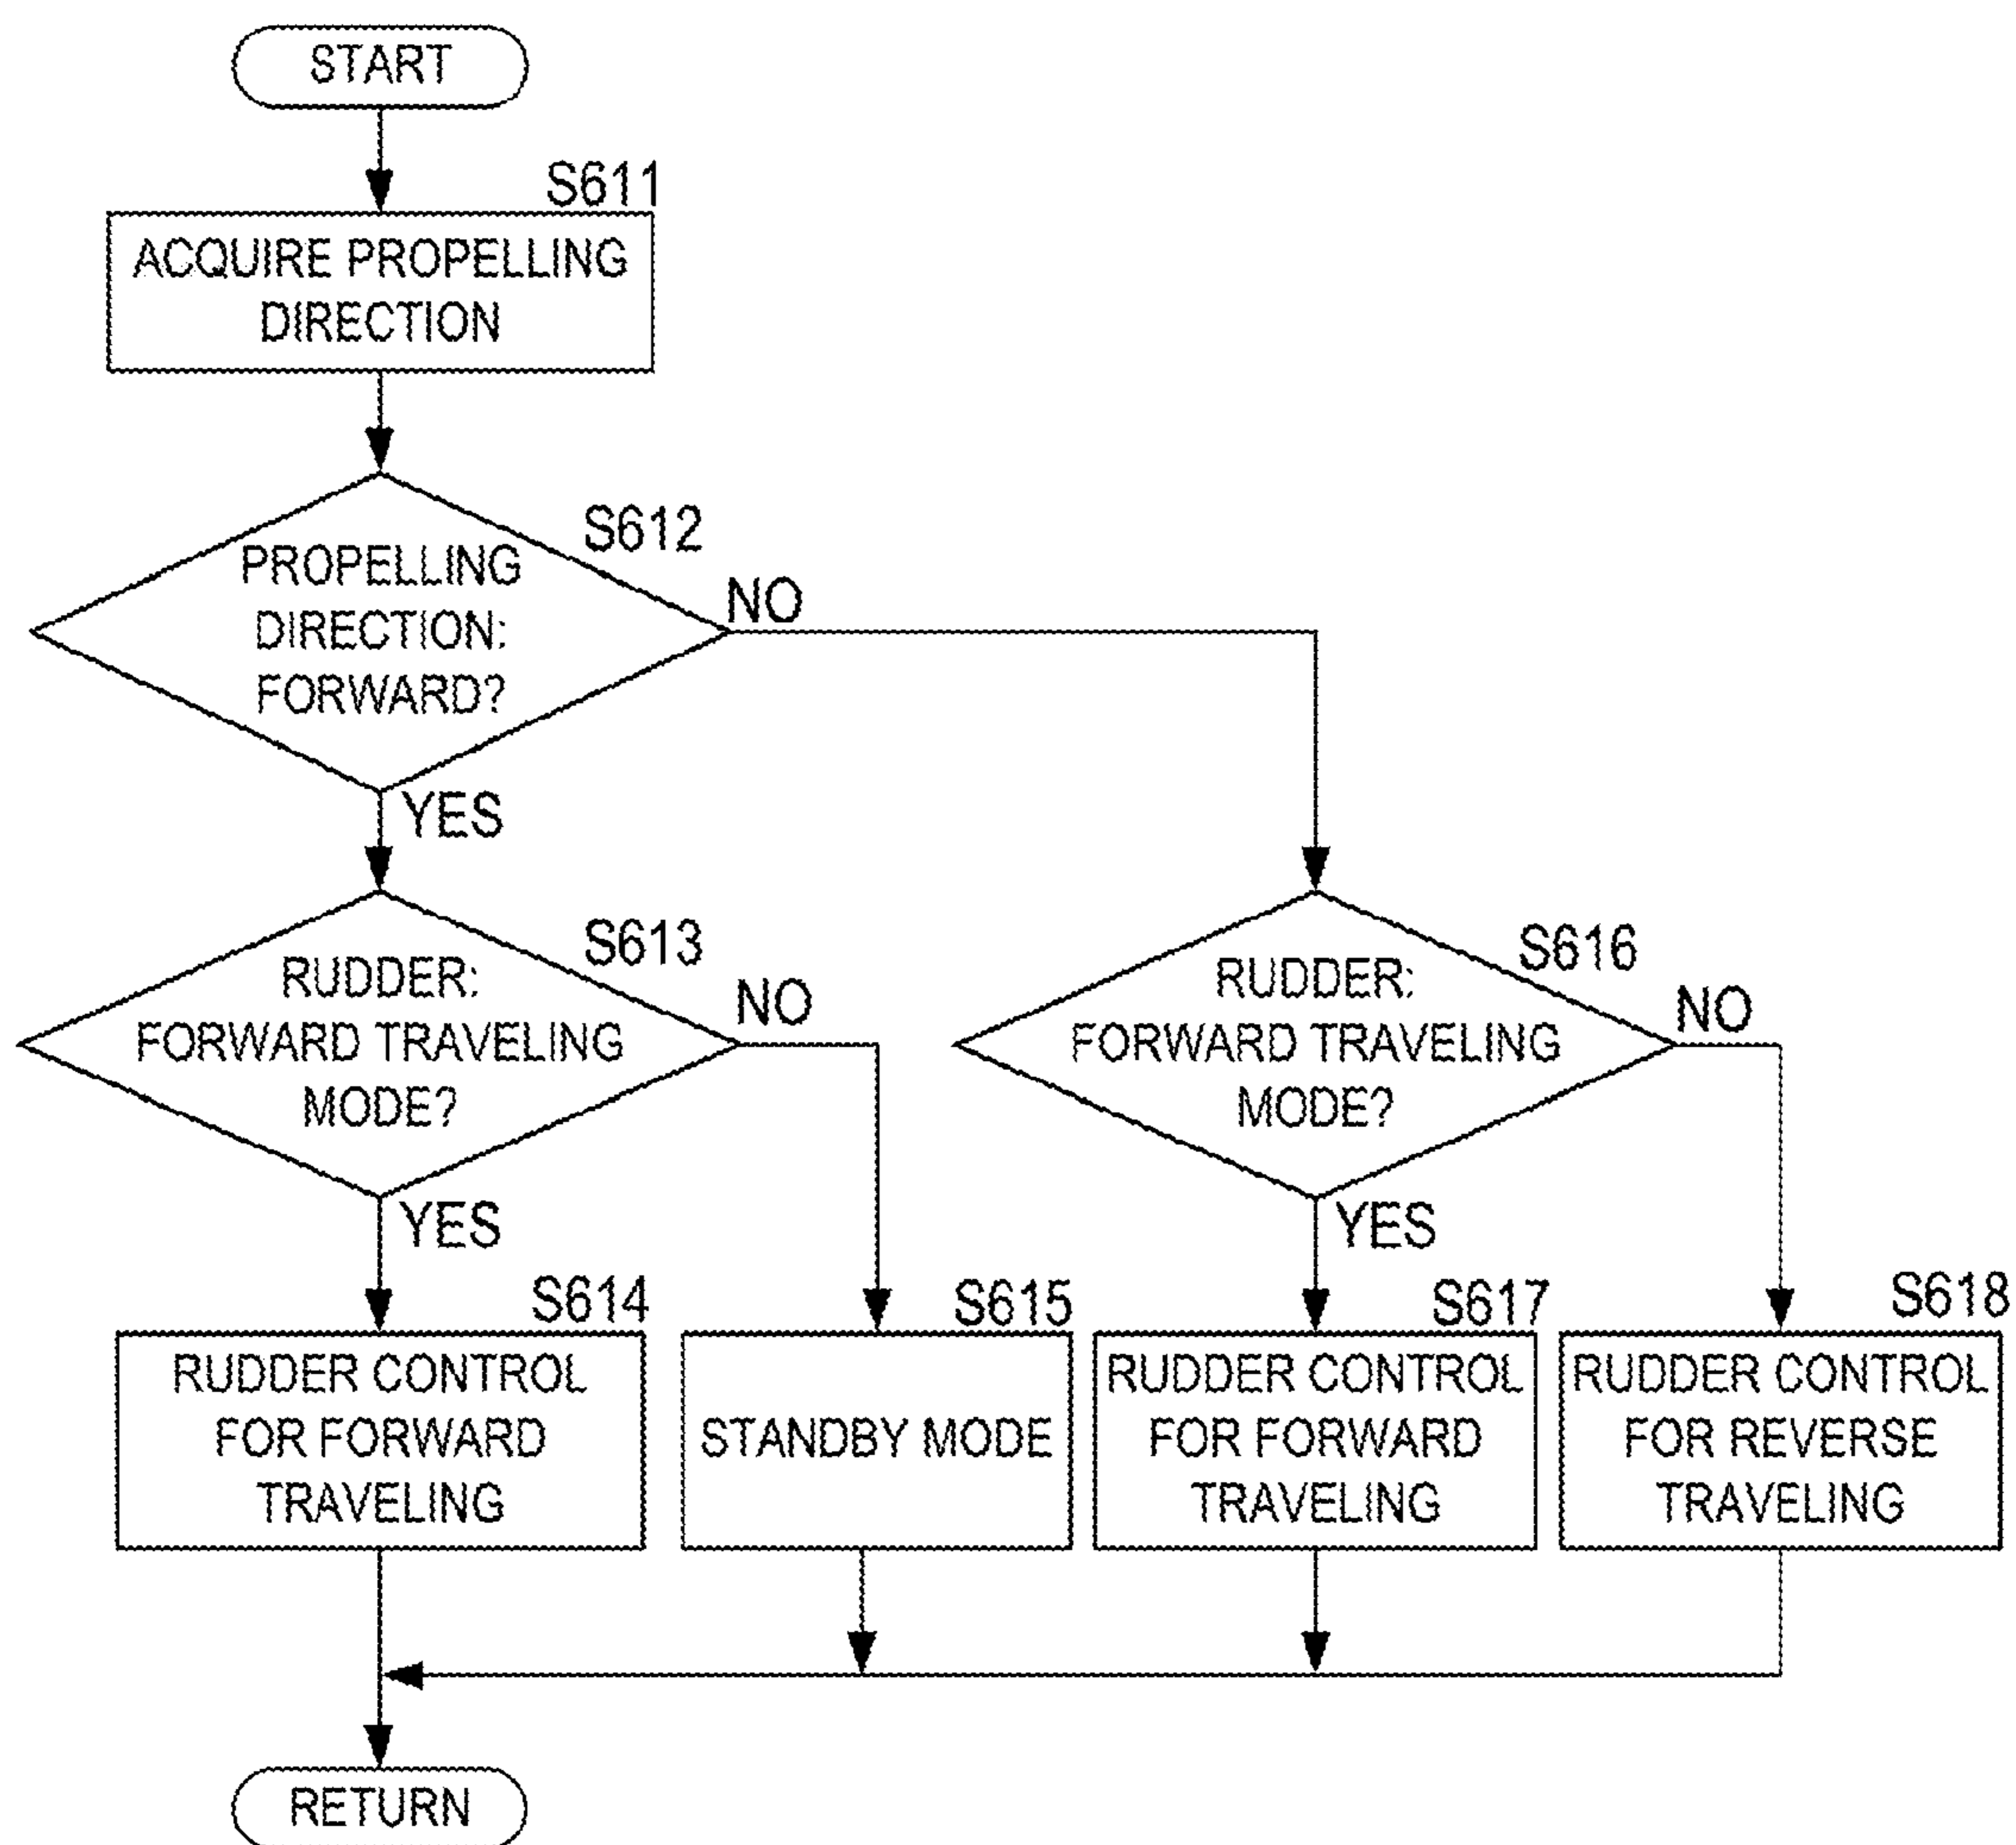 START
S611
ACQUIRE PROPELLING
DIRECTION
S612
PROPELLING
DIRECTION:
FORWARD?
NO
YES
S613
RUDDER:
FORWARD TRAVELING
MODE?
NO
YES
S616
RUDDER:
FORWARD TRAVELING
MODE?
NO
YES
S614
RUDDER CONTROL
FOR FORWARD
TRAVELING
S615
STANDBY MODE
S617
RUDDER CONTROL
FOR FORWARD
TRAVELING
S618
RUDDER CONTROL
FOR REVERSE
TRAVELING
RETURN